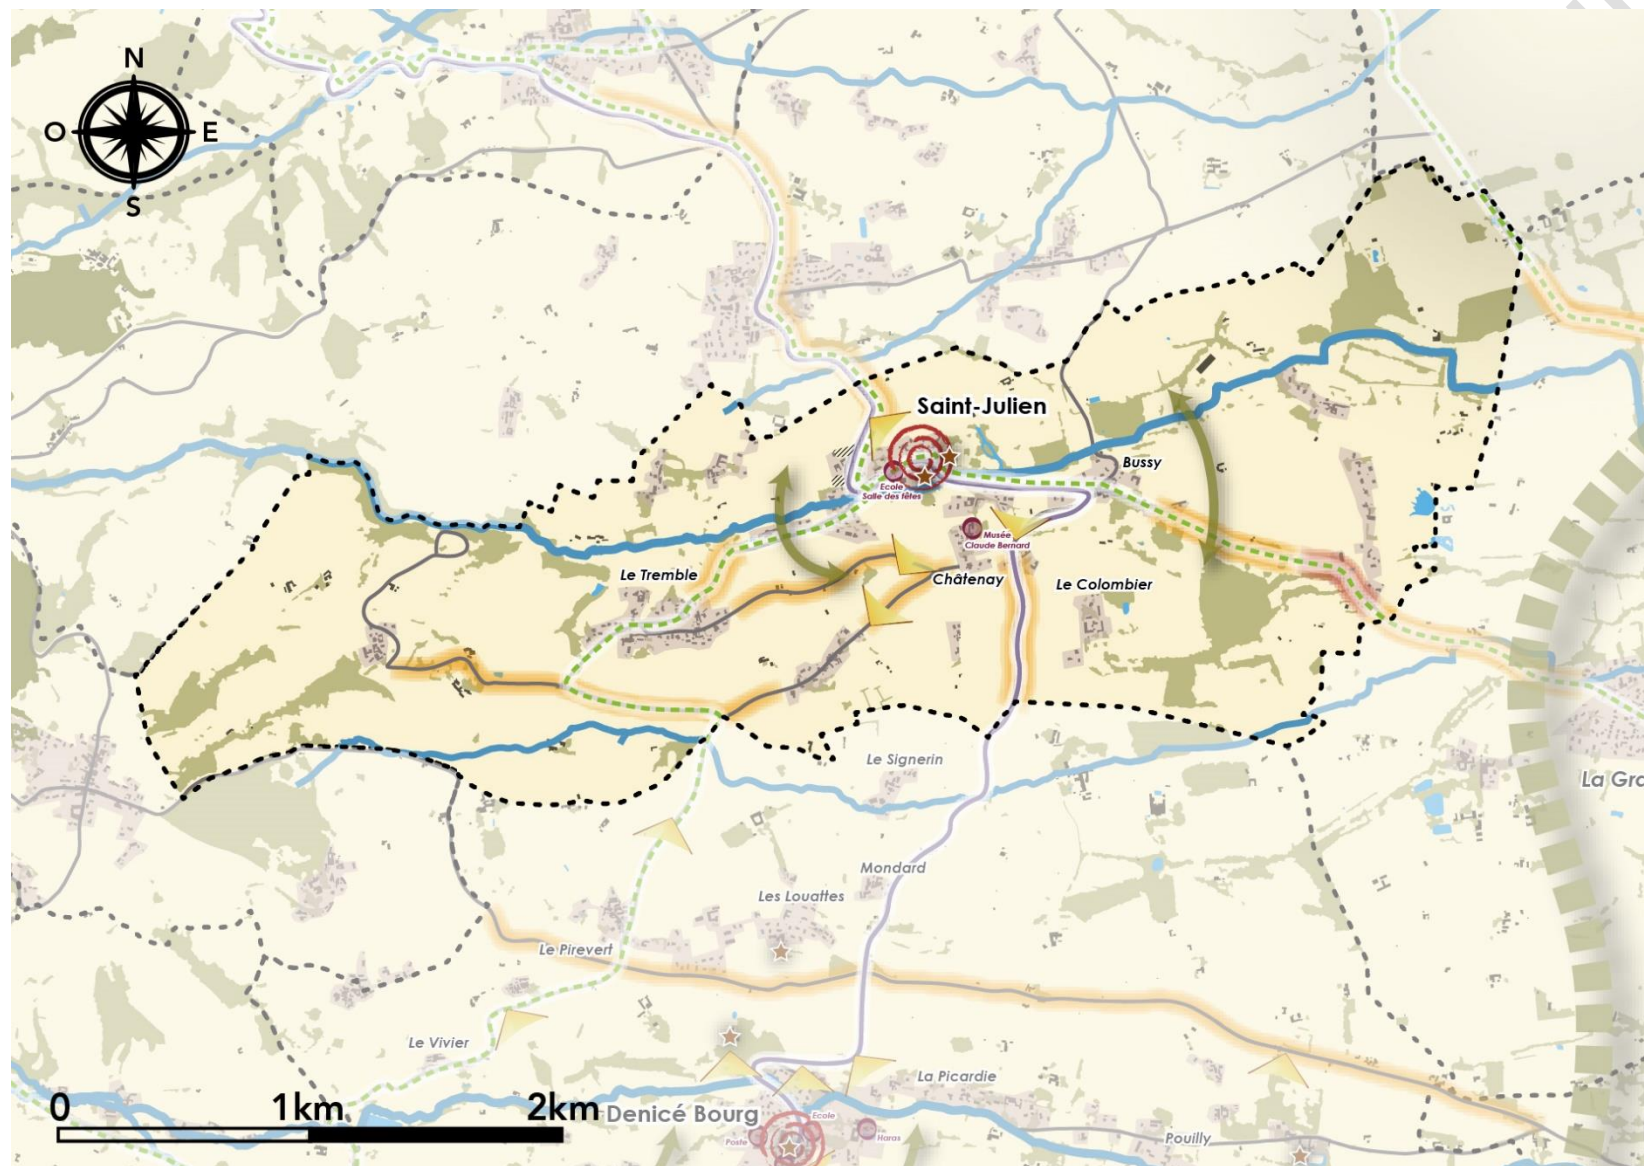 N
O
E
S
Saint-Julien
Bussy
Ecole
Salle des fêtes
Musée
Claude Bernard
Le Tremble
Châtenay
Le Colombier
Le Signerin
La Gra
Mondard
Les Louattes
Le Pirevert
Le Vivier
La Picardie
0
1km
2km
Denicé Bourg
Ecole
Poste
Haras
Pouilly